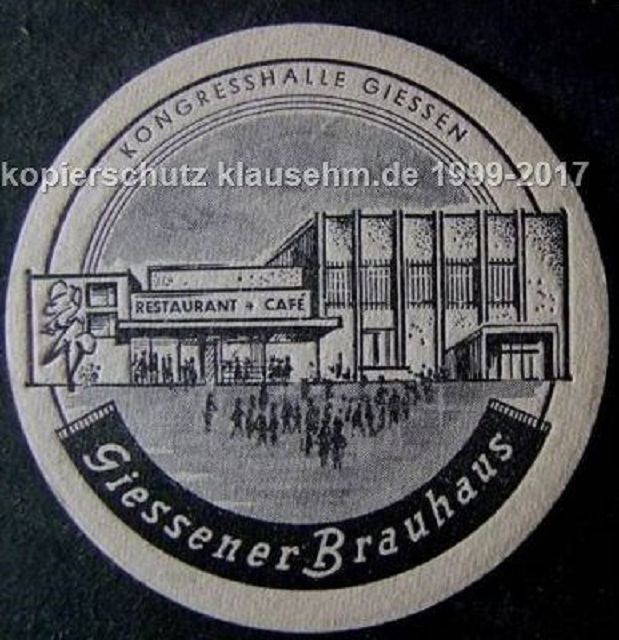 KONGRESSHALLE GIESSEN
kopierschutz klausehm.de 1999-2017
RESTAURANT + CAFÉ
Giessener Brauhaus